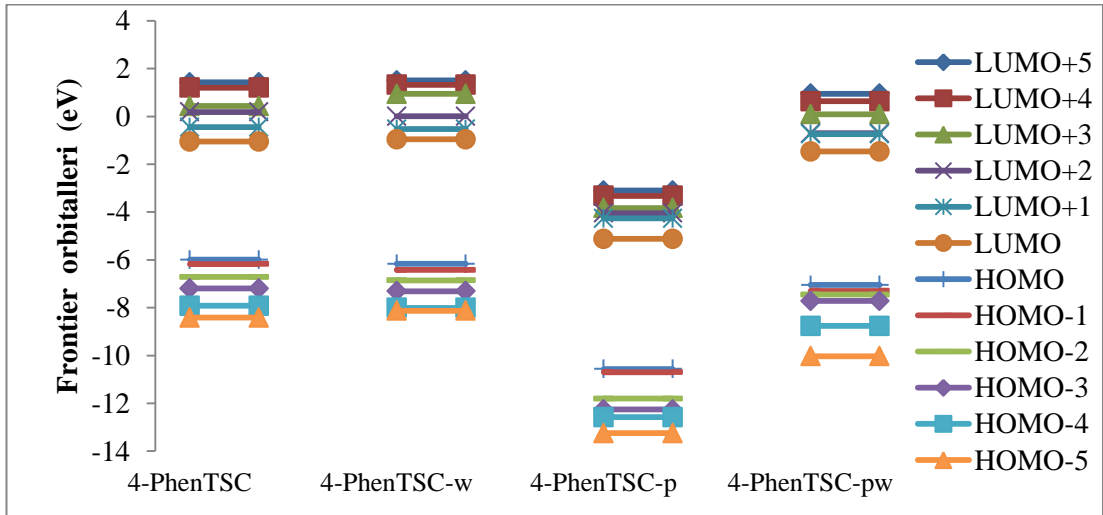 Frontier orbitalleri (eV)
4
2
0
-2
-4
-6
-8
-10
-12
-14
4-PhenTSC
4-PhenTSC-w
4-PhenTSC-p
4-PhenTSC-pw
LUMO+5
LUMO+4
LUMO+3
LUMO+2
LUMO+1
LUMO
HOMO
HOMO-1
HOMO-2
HOMO-3
HOMO-4
HOMO-5